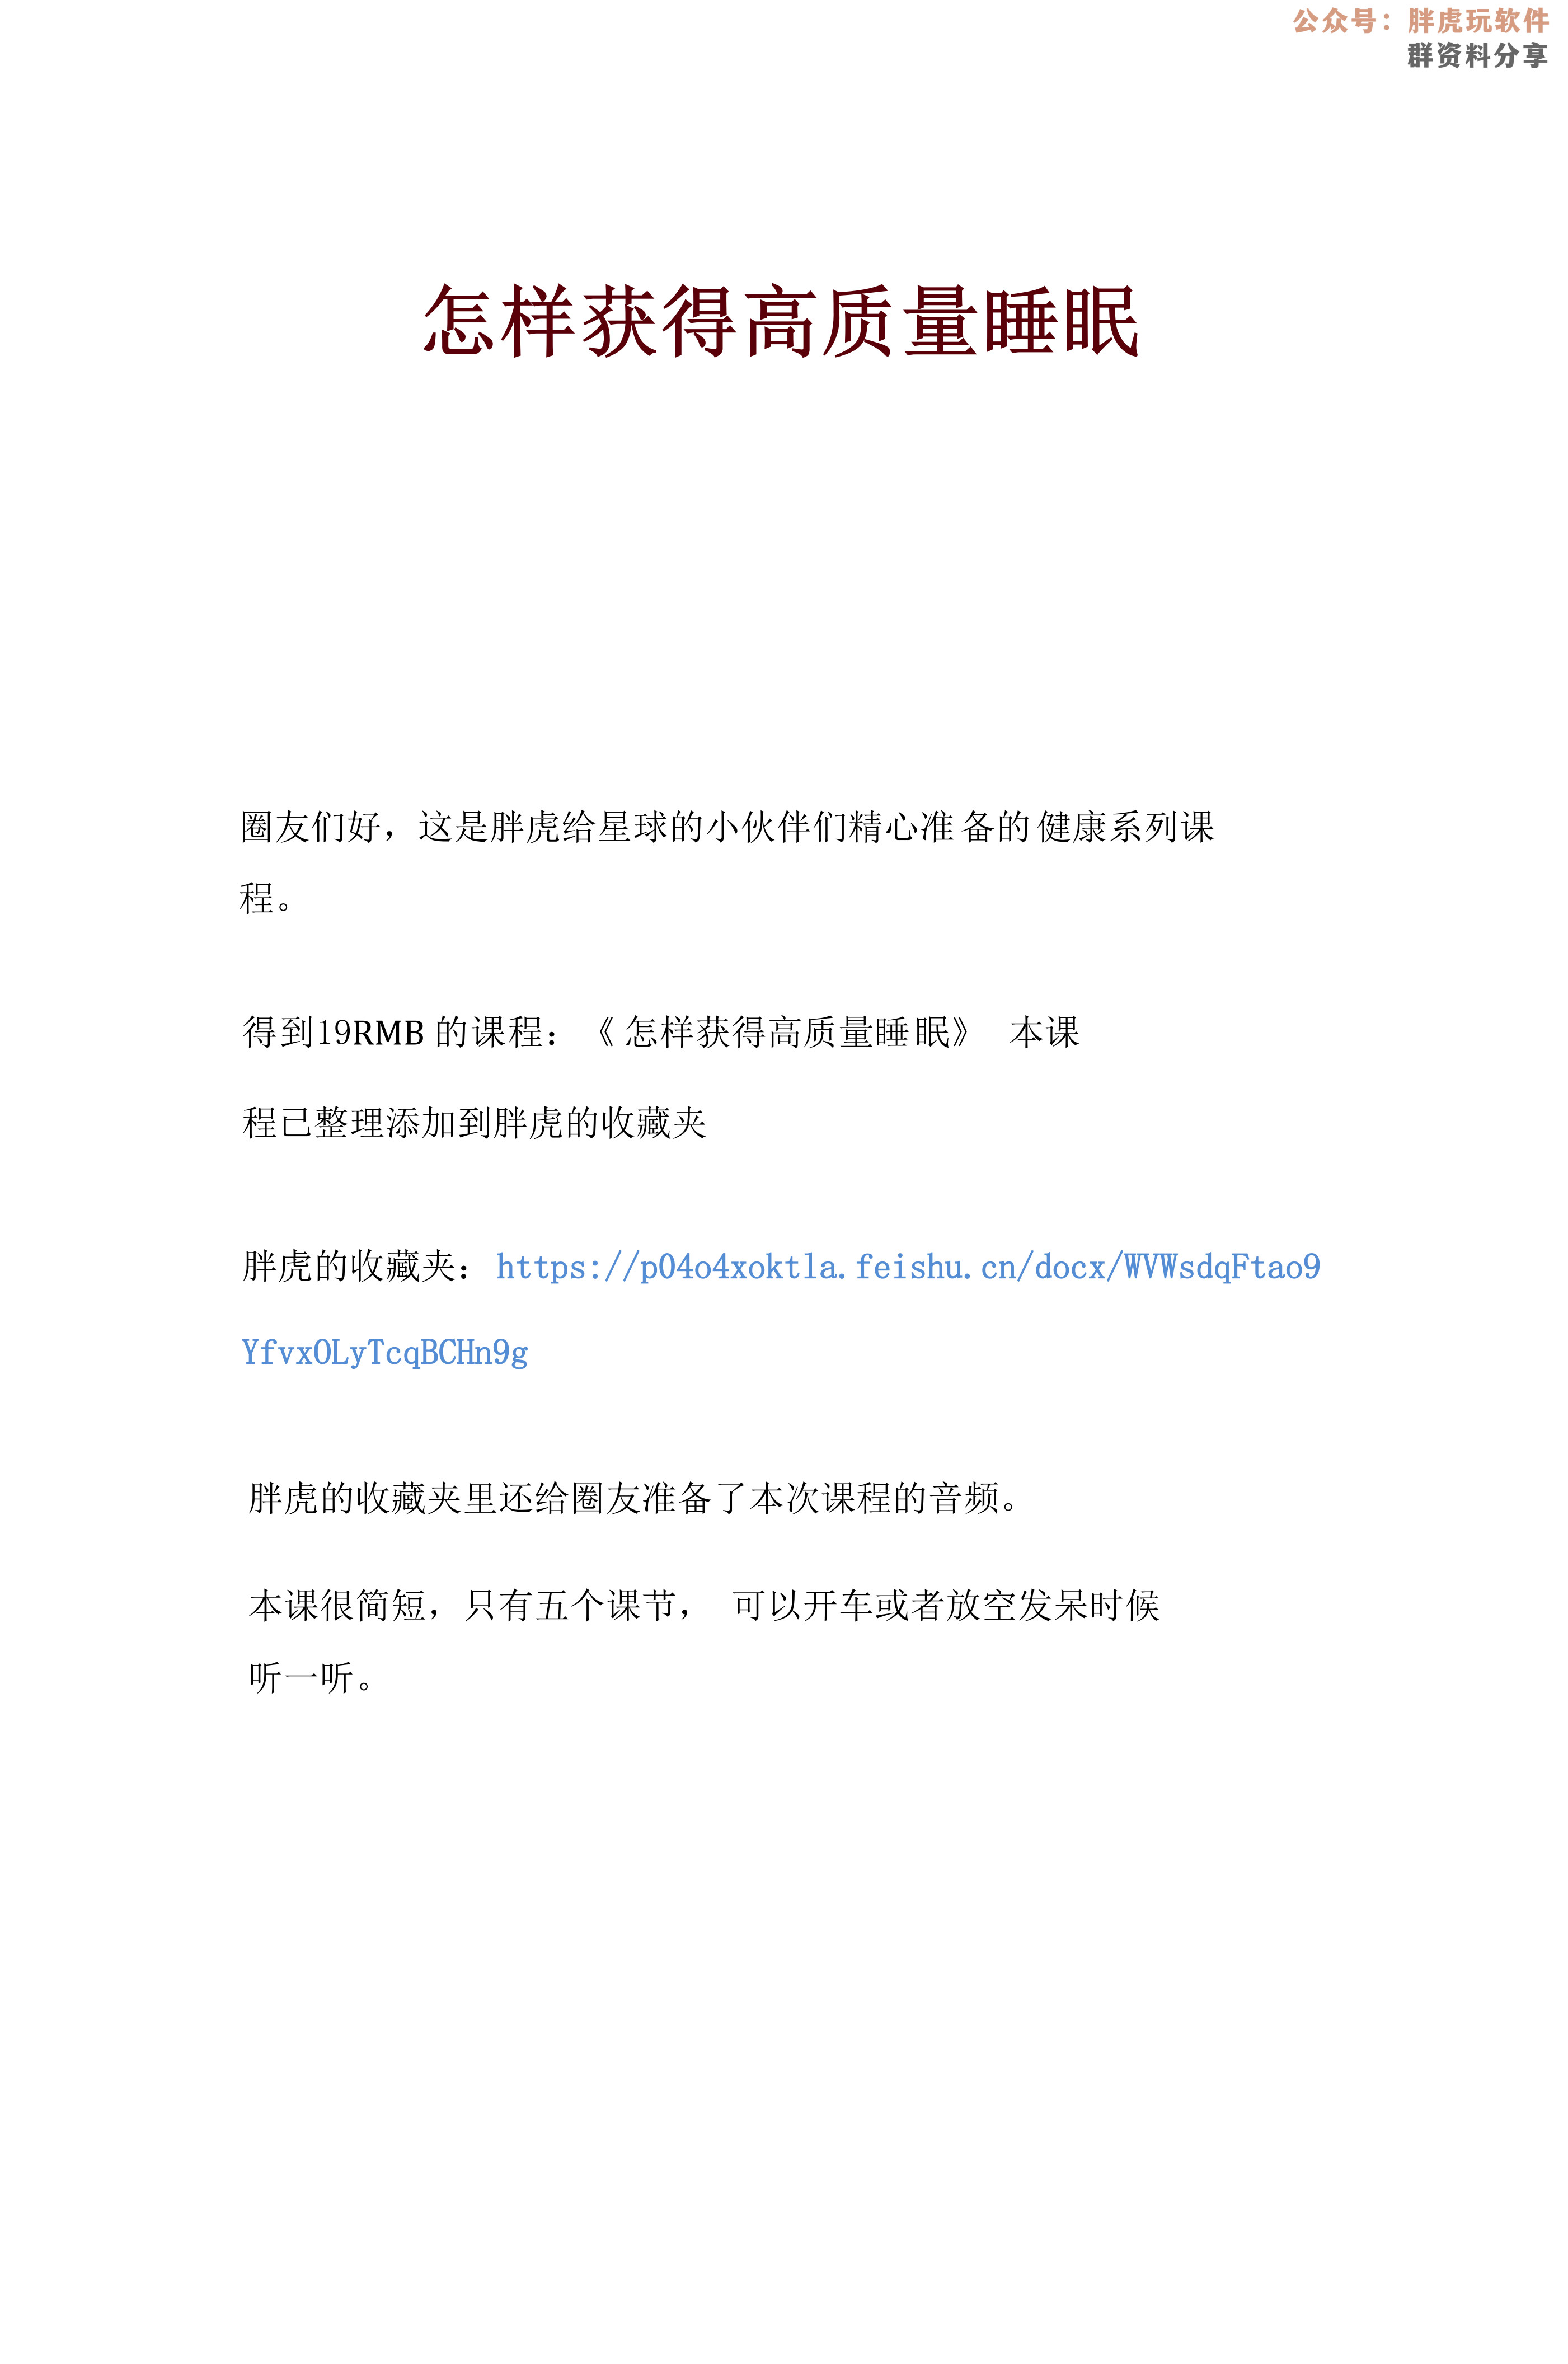 公众号：胖虎玩软件
群资料分享
怎样获得高质量睡眠
圈友们好，这是胖虎给星球的小伙伴们精心准备的健康系列课
程。
得到19RMB 的课程：《怎样获得高质量睡眠》 本课
程已整理添加到胖虎的收藏夹
胖虎的收藏夹：https://p04o4xoktla.feishu.cn/docx/WVWsdqFtao9
YfvxOLyTcqBCHn9g
胖虎的收藏夹里还给圈友准备了本次课程的音频。
本课很简短，只有五个课节， 可以开车或者放空发呆时候
听一听。